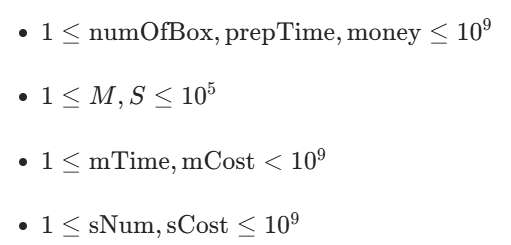 • 1 ≤ numOfBox, prepTime, money ≤ 10⁹
• 1 ≤ M, S ≤ 10⁵
• 1 ≤ mTime, mCost < 10⁹
• 1 ≤ sNum, sCost ≤ 10⁹